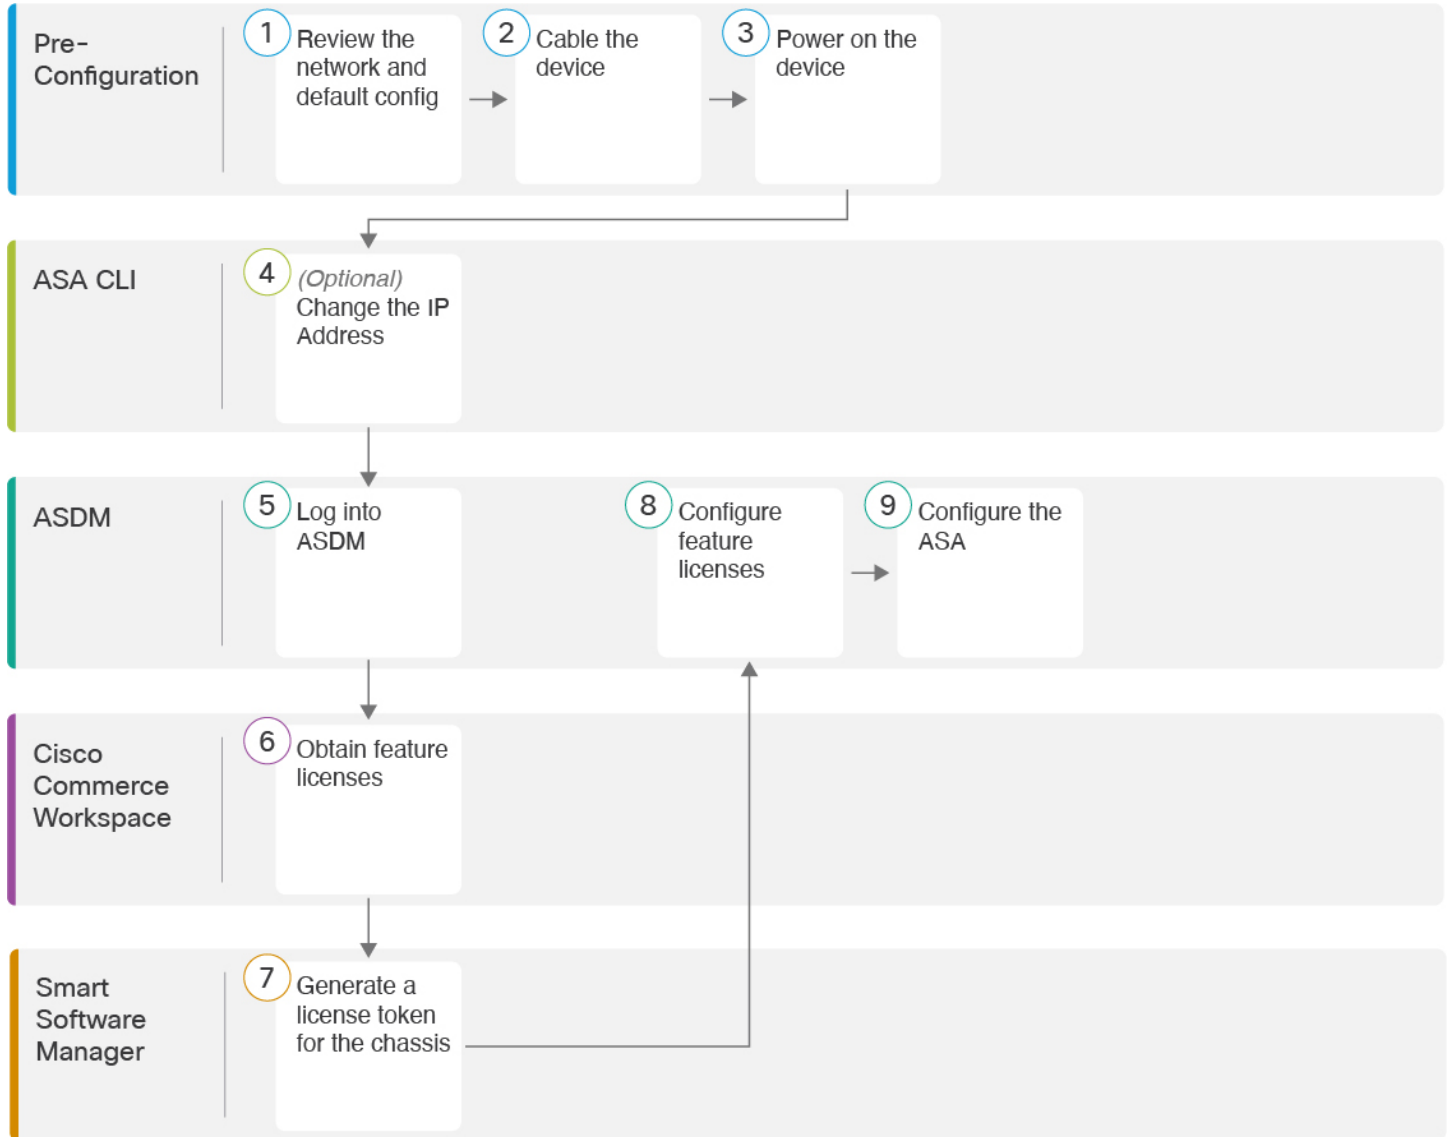 Pre-
Configuration
1
Review the
network and
default config
2
Cable the
device
3
Power on the
device
ASA CLI
4
(Optional)
Change the IP
Address
ASDM
5
Log into
ASDM
8
Configure
feature
licenses
9
Configure the
ASA
Cisco
Commerce
Workspace
6
Obtain feature
licenses
Smart
Software
Manager
7
Generate a
license token
for the chassis